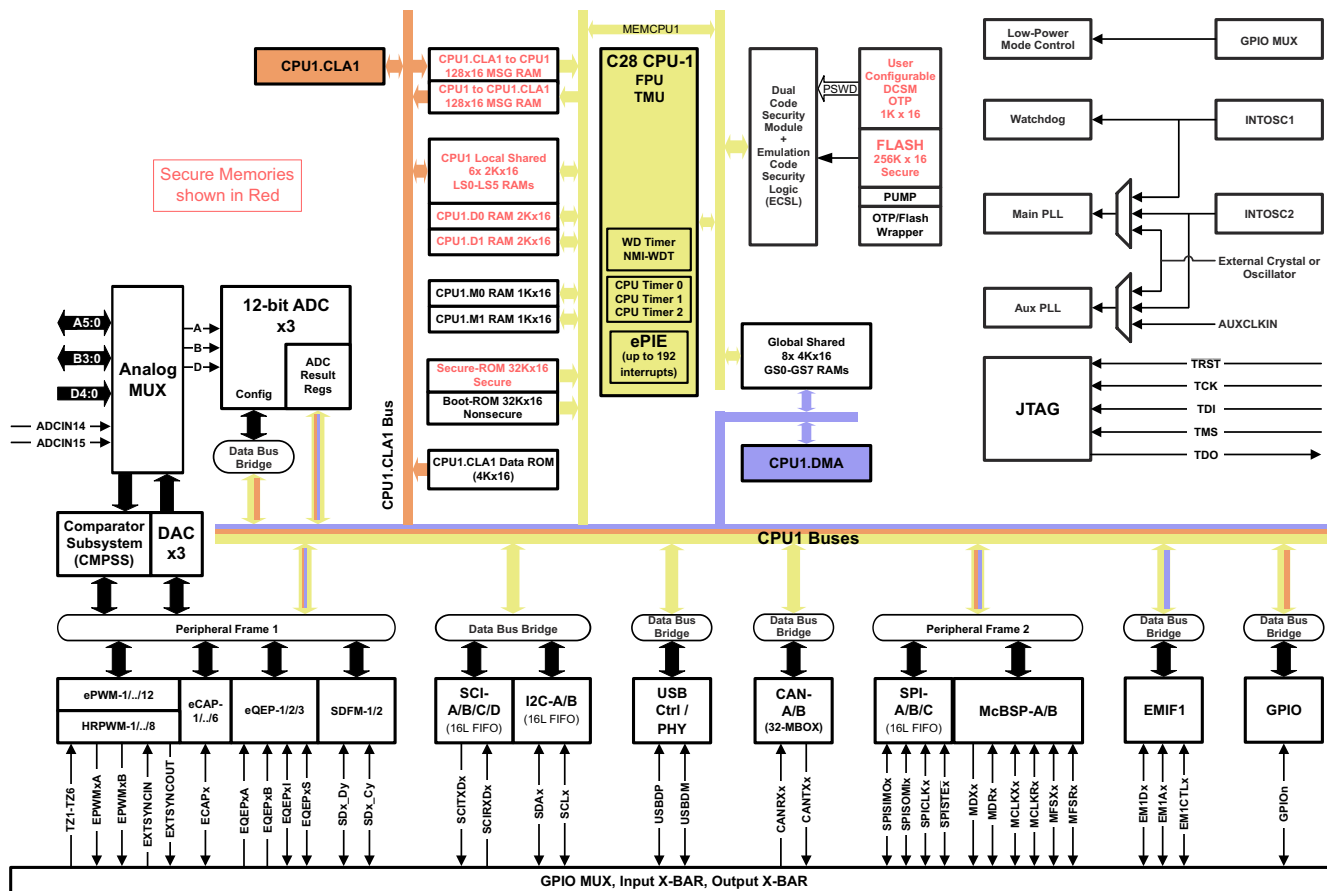 MEMCPU1
CPU1.CLA1
CPU1.CLA1 to CPU1
128x16 MSG RAM
CPU1 to CPU1.CLA1
128x16 MSG RAM
C28 CPU-1
FPU
TMU
Dual
Code
Security
Module
+
Emulation
Code
Security
Logic
(ECSL)
PSWD
User
Configurable
DCSM
OTP
1K x 16
FLASH
256K x 16
Secure
PUMP
OTP/Flash
Wrapper
Low-Power
Mode Control
GPIO MUX
Watchdog
INTOSC1
Main PLL
INTOSC2
External Crystal or
Oscillator
Aux PLL
AUXCLKIN
Secure Memories
shown in Red
CPU1 Local Shared
6x 2Kx16
LS0-LS5 RAMs
CPU1.D0 RAM 2Kx16
CPU1.D1 RAM 2Kx16
WD Timer
NMI-WDT
CPU1.M0 RAM 1Kx16
CPU1.M1 RAM 1Kx16
CPU Timer 0
CPU Timer 1
CPU Timer 2
ePIE
(up to 192
interrupts)
Global Shared
8x 4Kx16
GS0-GS7 RAMs
Secure-ROM 32Kx16
Secure
Boot-ROM 32Kx16
Nonsecure
CPU1.CLA1 Data ROM
(4Kx16)
CPU1.CLA1 Bus
CPU1.DMA
JTAG
TRST
TCK
TDI
TMS
TDO
A5:0
B3:0
D4:0
ADCIN14
ADCIN15
Analog
MUX
A
B
D
12-bit ADC
x3
Config
ADC
Result
Regs
Data Bus
Bridge
Comparator
Subsystem
(CMPSS)
DAC
x3
CPU1 Buses
Peripheral Frame 1
Data Bus Bridge
Data Bus
Bridge
Data Bus
Bridge
Peripheral Frame 2
Data Bus
Bridge
Data Bus
Bridge
ePWM-1/../12
HRPWM-1/../8
eCAP-
1/../6
eQEP-1/2/3
SDFM-1/2
SCI-
A/B/C/D
(16L FIFO)
I2C-A/B
(16L FIFO)
USB
Ctrl /
PHY
CAN-
A/B
(32-MBOX)
SPI-
A/B/C
(16L FIFO)
McBSP-A/B
EMIF1
GPIO
TZ1-TZ6
EPWMxA
EPWMxB
EXTSYNCIN
EXTSYNCOUT
ECAPx
EQEPxA
EQEPxB
EQEPxI
EQEPxS
SDx_Dy
SDx_Cy
SCITXDx
SCIRXDx
SDAx
SCLx
USBDP
USBDM
CANRXx
CANTXx
SPISIMOx
SPISOMIx
SPICLKx
SPISTEx
MDXx
MDRx
MCLKXx
MCLKRx
MFSXx
MFSRx
EM1Dx
EM1Ax
EM1CTLx
GPIOn
GPIO MUX, Input X-BAR, Output X-BAR